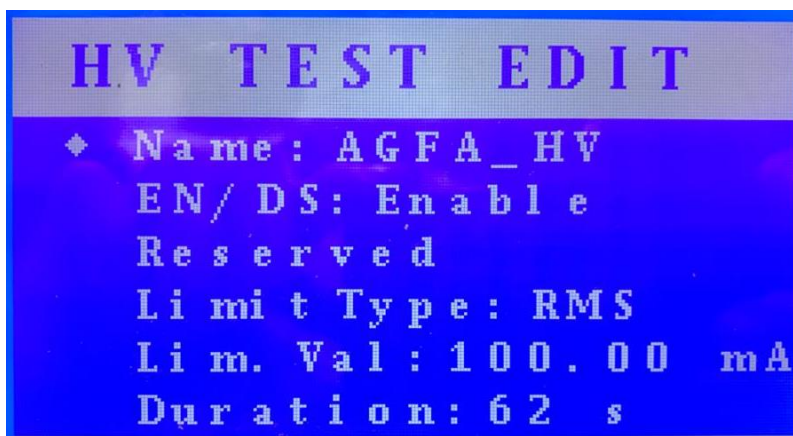 HV TEST EDIT
Name: AGFA_HV
EN/DS: Enable
Reserved
Limit Type: RMS
Lim. Val:100.00 mA
Duration:62 s